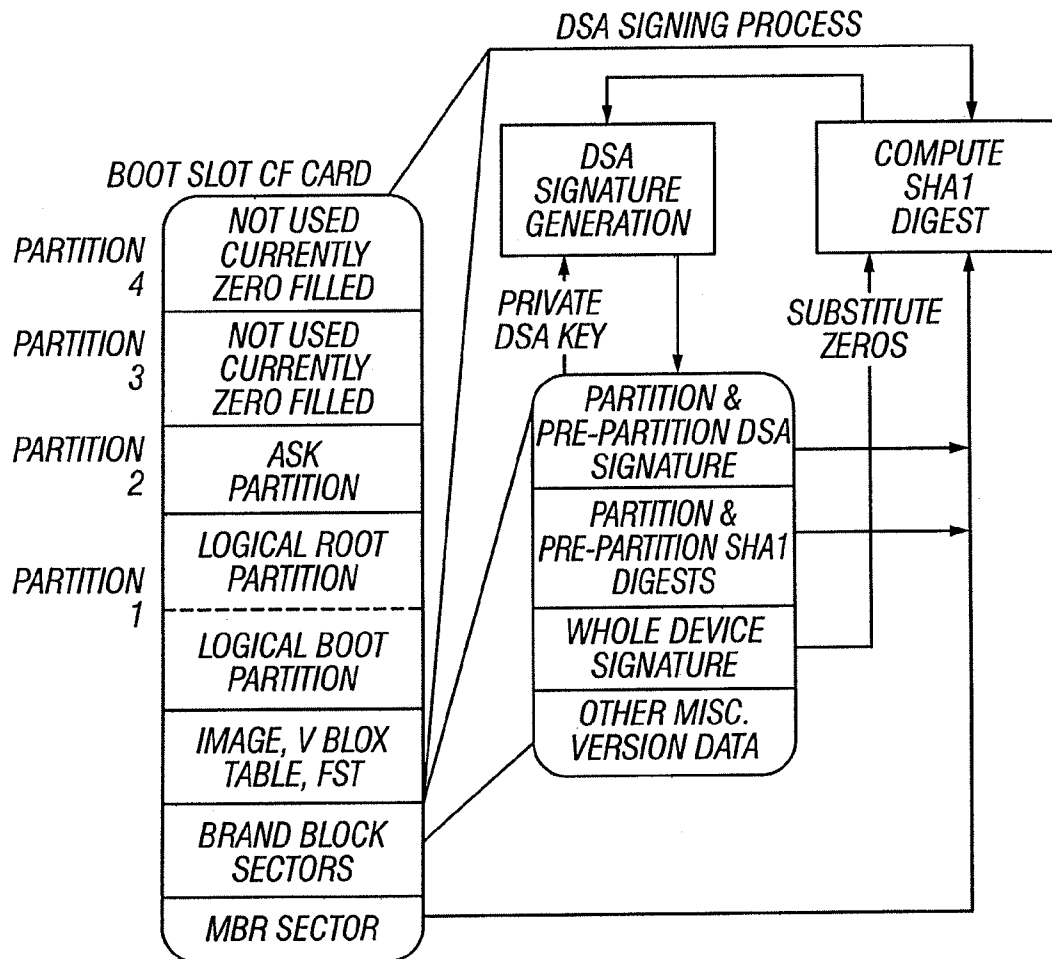 DSA SIGNING PROCESS
DSA
SIGNATURE
GENERATION
COMPUTE
SHA1
DIGEST
BOOT SLOT CF CARD
PARTITION
4
NOT USED
CURRENTLY
ZERO FILLED
PARTITION
3
NOT USED
CURRENTLY
ZERO FILLED
PARTITION
2
ASK
PARTITION
PARTITION
1
LOGICAL ROOT
PARTITION
LOGICAL BOOT
PARTITION
IMAGE, V BLOX
TABLE, FST
BRAND BLOCK
SECTORS
MBR SECTOR
PRIVATE
DSA KEY
SUBSTITUTE
ZEROS
PARTITION &
PRE-PARTITION DSA
SIGNATURE
PARTITION &
PRE-PARTITION SHA1
DIGESTS
WHOLE DEVICE
SIGNATURE
OTHER MISC.
VERSION DATA